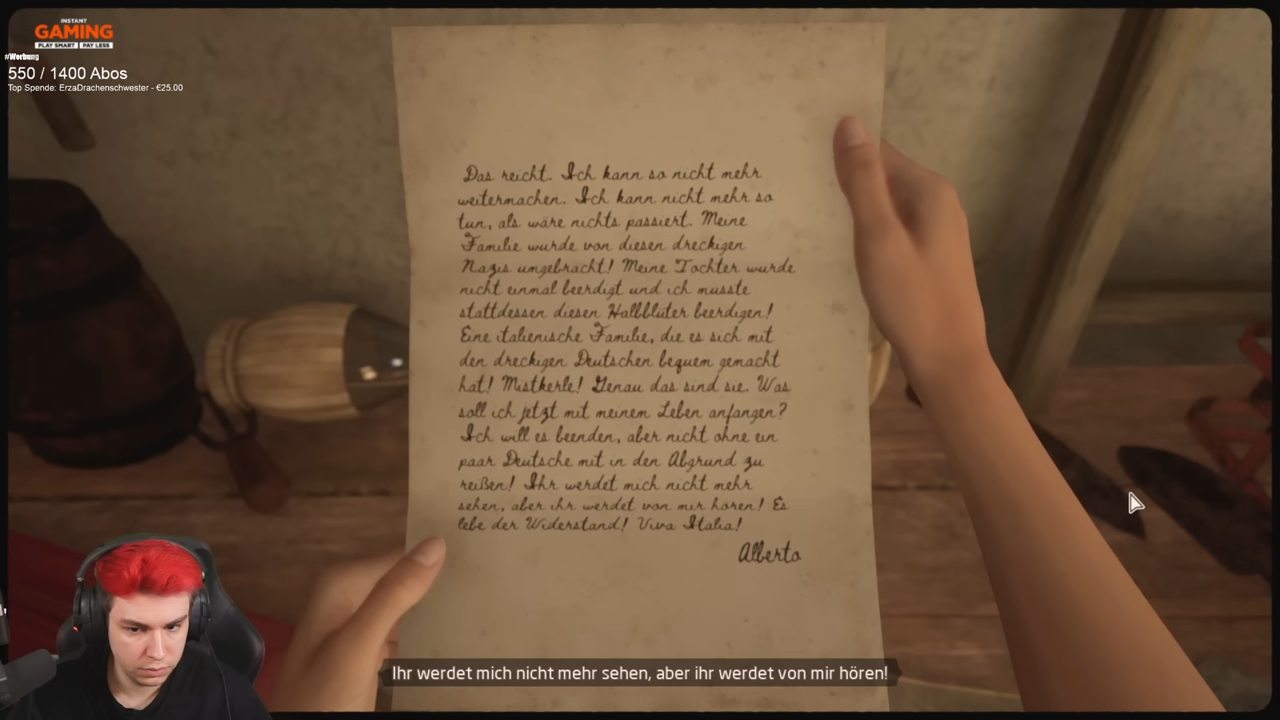 INSTANT
GAMING
PLAY SMART | PAY LESS
#Werbung
550 / 1400 Abos
Top Spende: ErzaDrachenschwester - €25.00
Das reicht. Ich kann so nicht mehr
weitermachen. Ich kann nicht mehr so
tun, als wäre nichts passiert. Meine
Familie wurde von diesen dreckigen
Nazis umgebracht! Meine Tochter wurde
nicht einmal beerdigt und ich musste
stattdessen diesen Halbblüter beerdigen!
Eine italienische Familie, die es sich mit
den dreckigen Deutschen bequem gemacht
hat! Mistkerle! Genau das sind sie. Was
soll ich jetzt mit meinem Leben anfangen?
Ich will es beenden, aber nicht ohne ein
paar Deutsche mit in den Abgrund zu
reißen! Ihr werdet mich nicht mehr
sehen, aber ihr werdet von mir hören! Es
lebe der Widerstand! Viva Italia!
Alberto
Ihr werdet mich nicht mehr sehen, aber ihr werdet von mir hören!